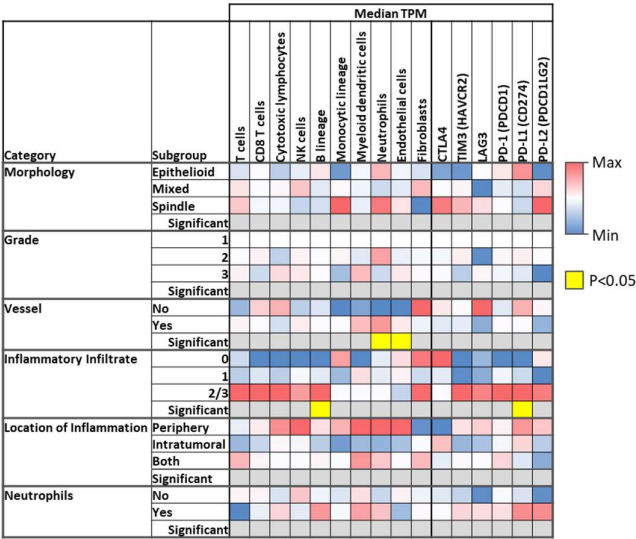 Median TPM
Category
Subgroup
T cells
CD8 T cells
Cytotoxic lymphocytes
NK cells
B lineage
Monocytic lineage
Myeloid dendritic cells
Neutrophils
Endothelial cells
Fibroblasts
CTLA4
TIM3 (HAVCR2)
LAG3
PD-1 (PDCD1)
PD-L1 (CD274)
PD-L2 (PDCD1LG2)
Morphology
Epithelioid
Mixed
Spindle
Significant
Grade
1
2
3
Significant
Vessel
No
Yes
Significant
Inflammatory Infiltrate
0
1
2/3
Significant
Location of Inflammation
Periphery
Intratumoral
Both
Significant
Neutrophils
No
Yes
Significant
Max
Min
P<0.05